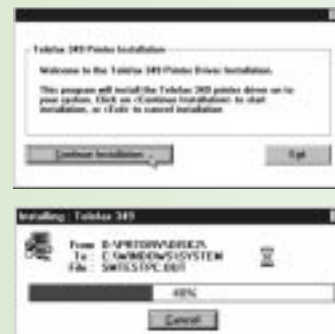 Telefax 349 Printer Installation
Welcome to the Telefax 349 Printer Driver Installation.
This program will install the Telefax 349 printer driver on to
your system. Click on <Continue Installation> to start
installation, or <Exit> to cancel installation
Continue Installation
Exit
Installing : Telefax 349
From
To : C:\WINDOWS\SYSTEM
File : SMTESTPC.OUT
48%
Cancel